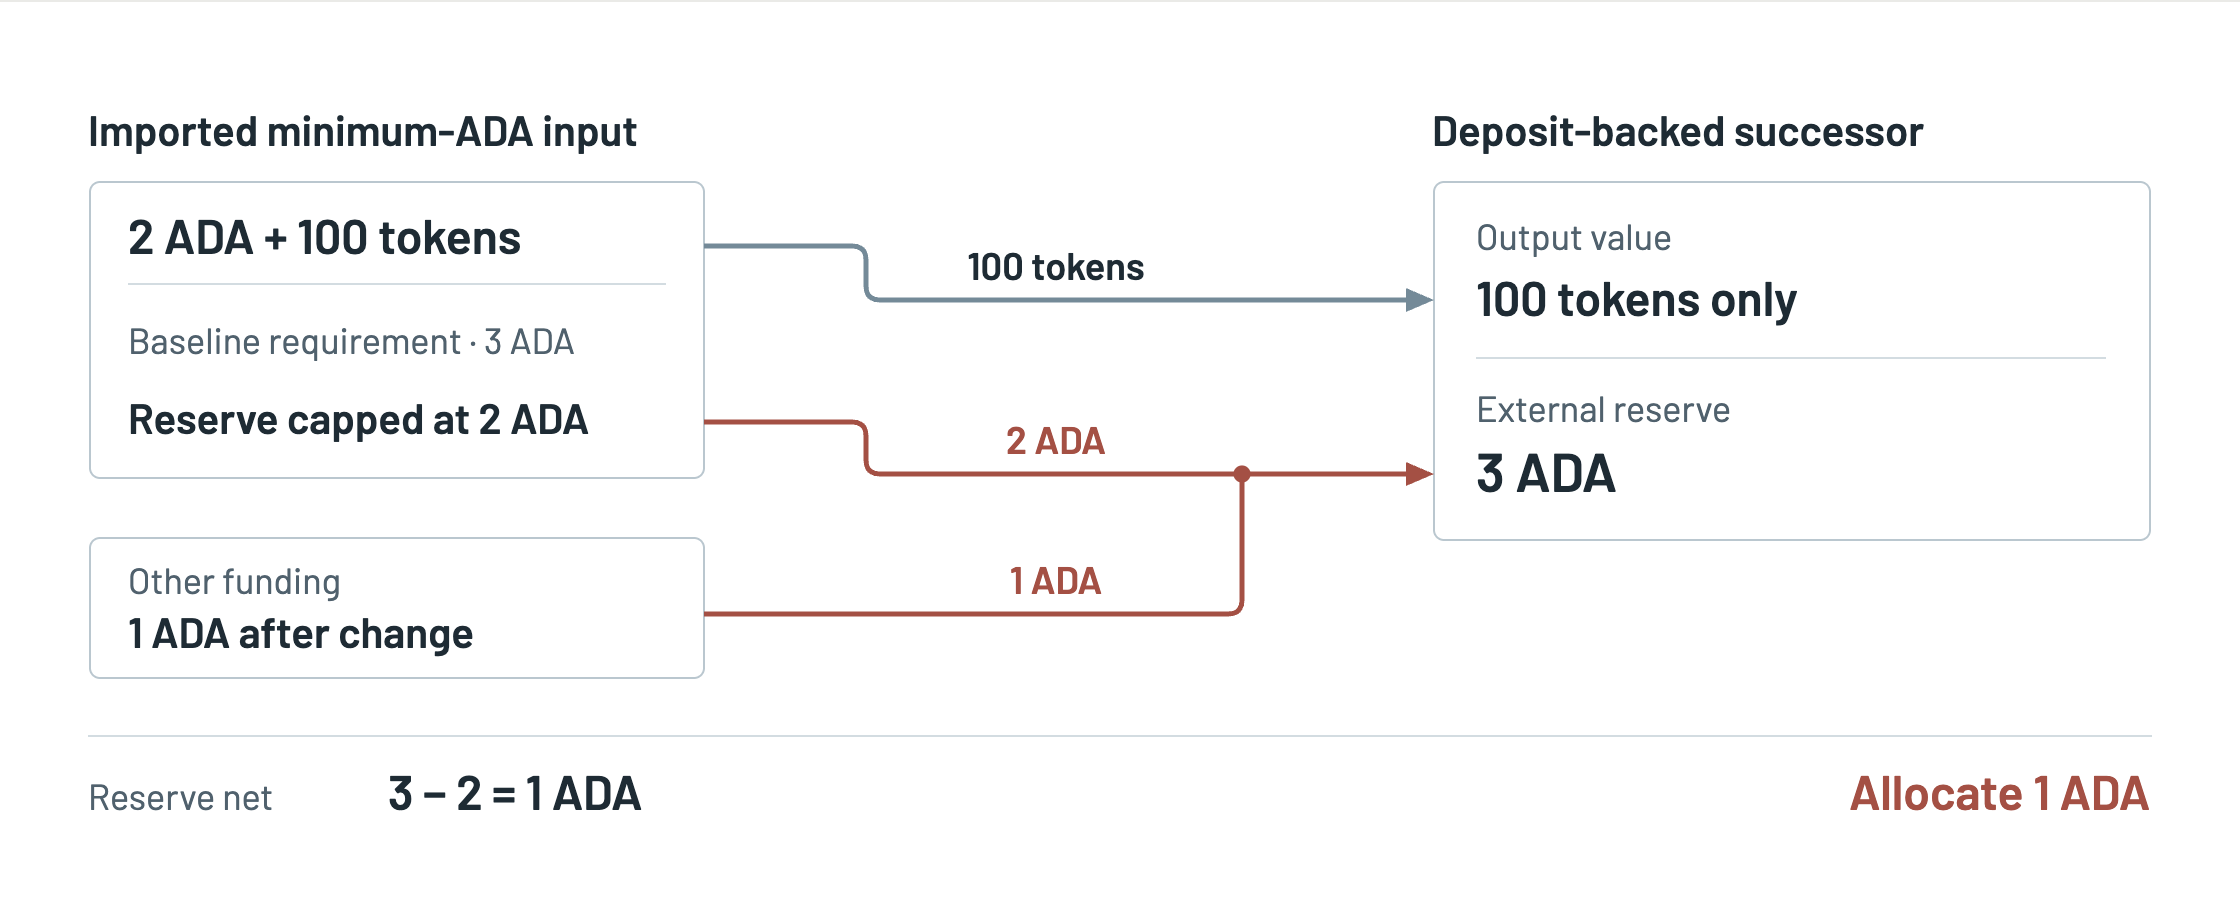 Imported minimum-ADA input
2 ADA + 100 tokens
Baseline requirement · 3 ADA
Reserve capped at 2 ADA
Other funding
1 ADA after change
100 tokens
2 ADA
1 ADA
Deposit-backed successor
Output value
100 tokens only
External reserve
3 ADA
Reserve net
3 – 2 = 1 ADA
Allocate 1 ADA